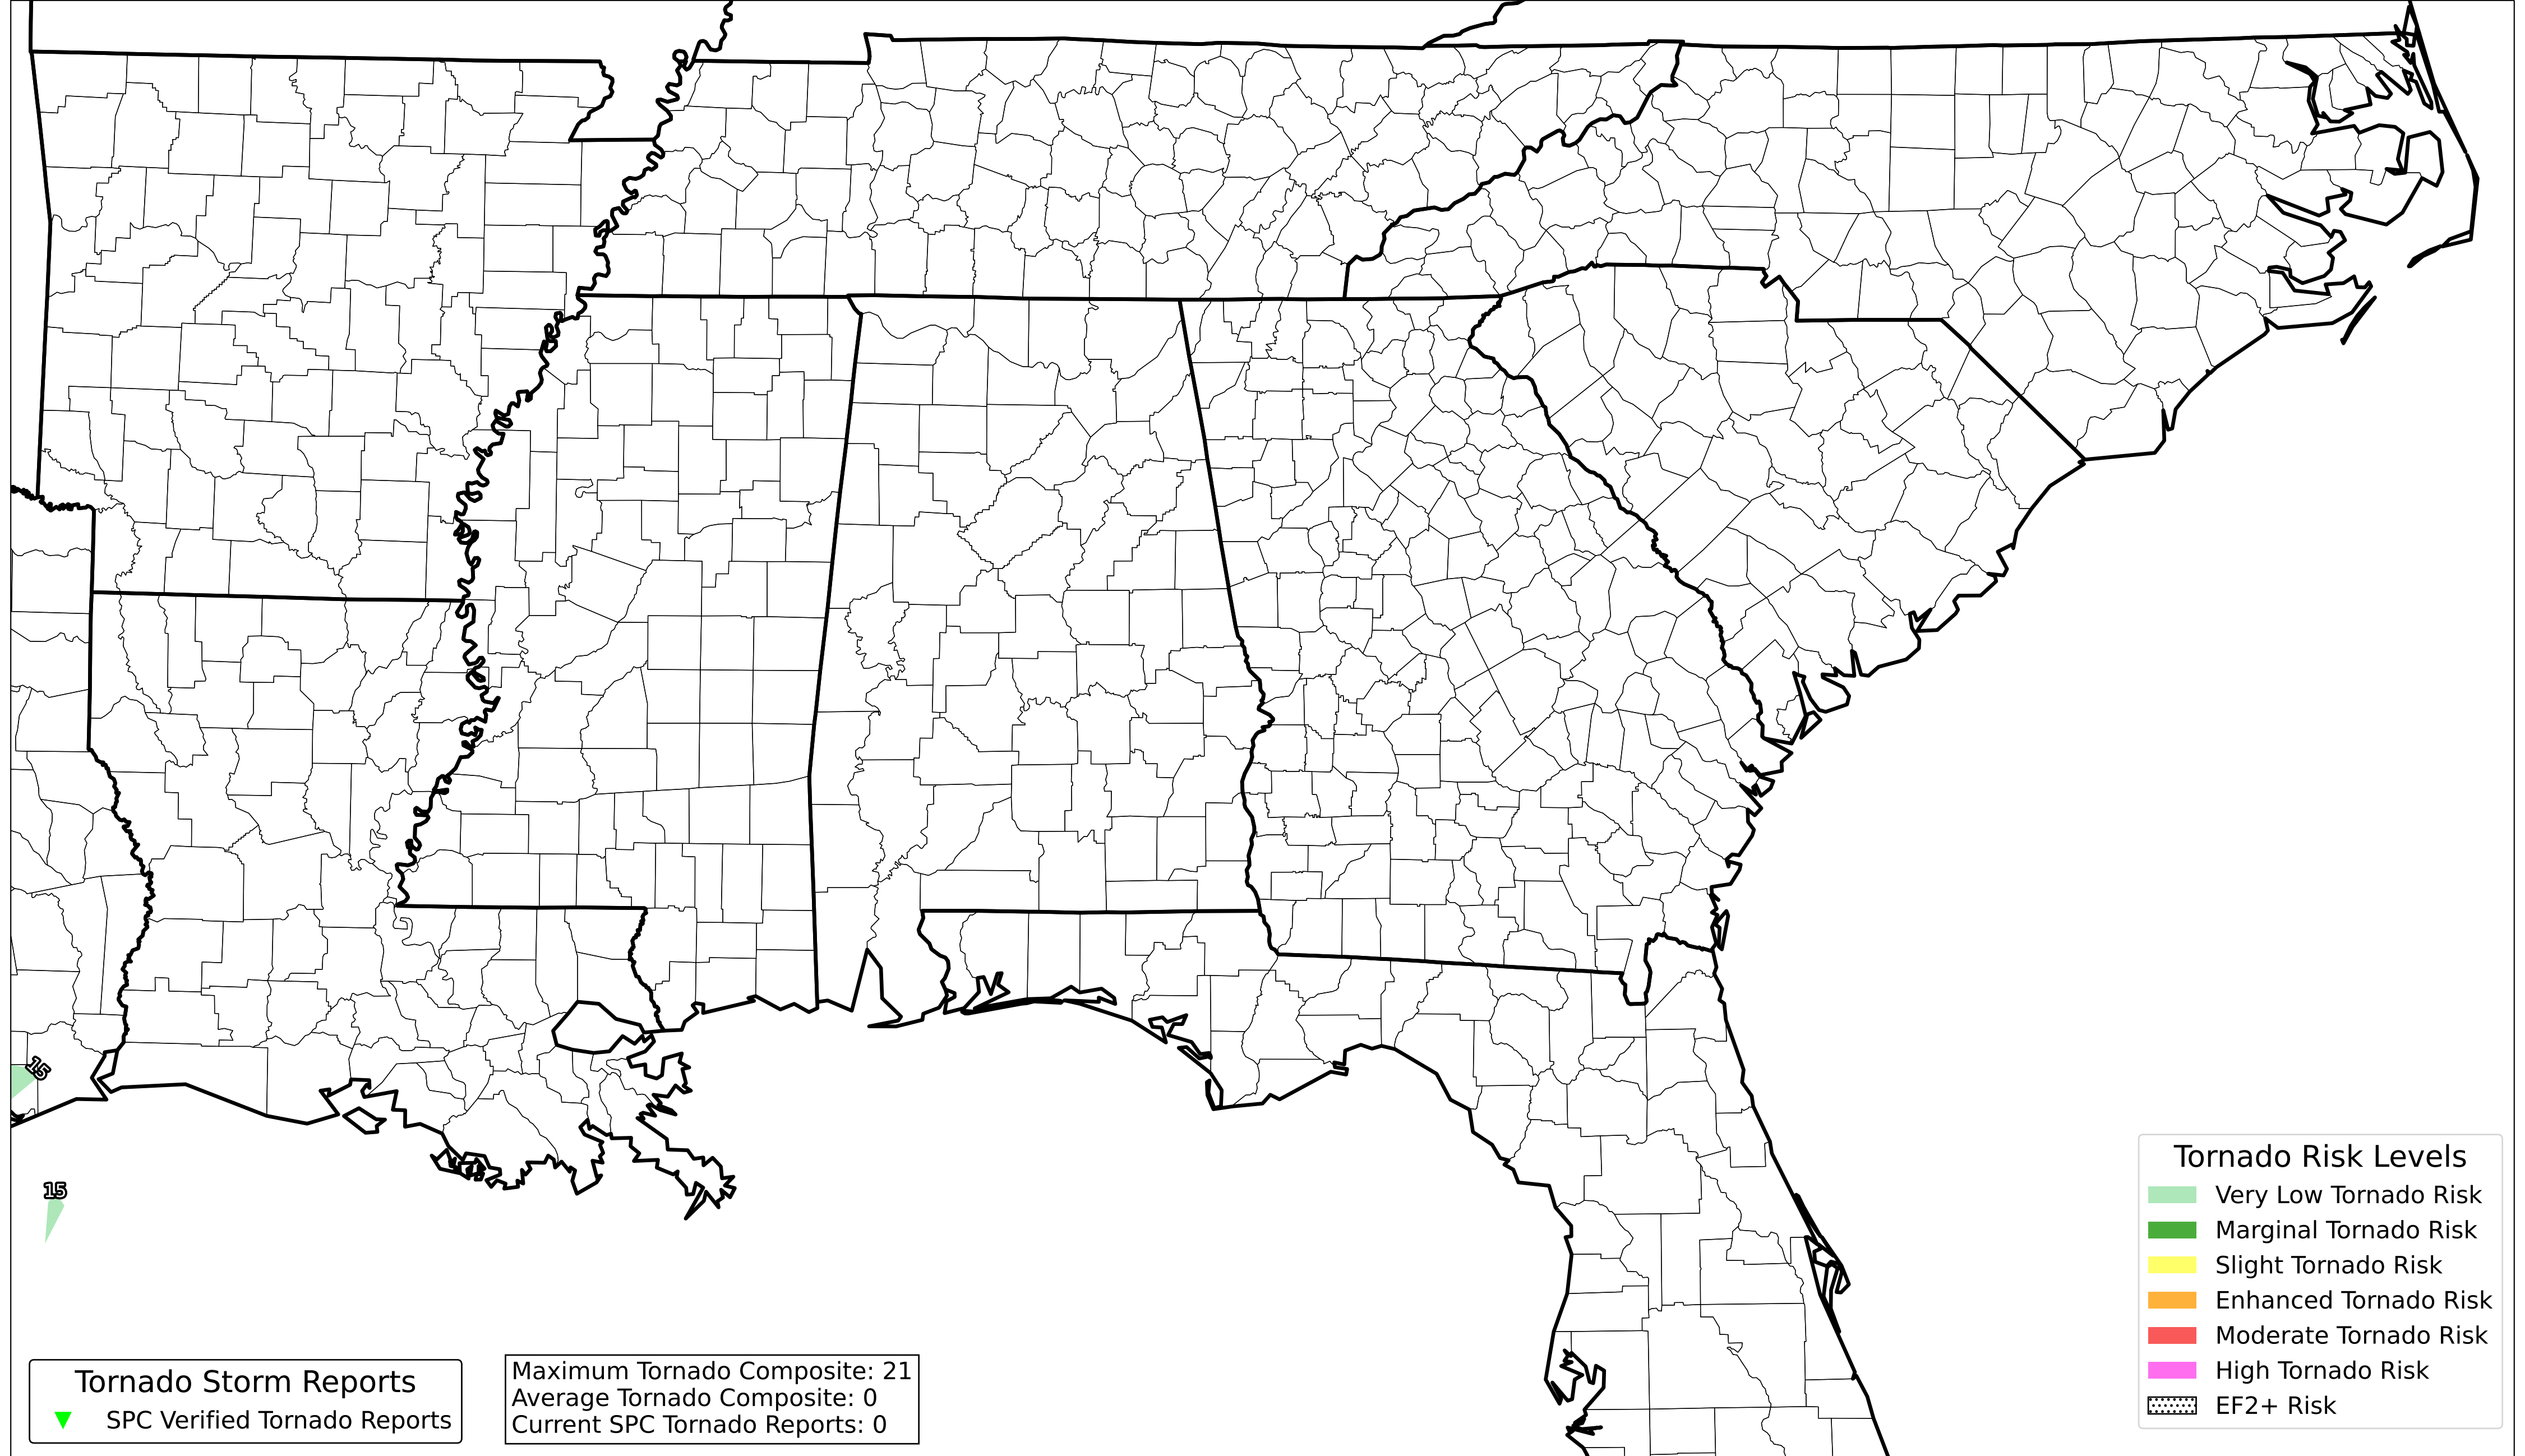 15
15
Tornado Storm Reports
SPC Verified Tornado Reports
Maximum Tornado Composite: 21
Average Tornado Composite: 0
Current SPC Tornado Reports: 0
Tornado Risk Levels
Very Low Tornado Risk
Marginal Tornado Risk
Slight Tornado Risk
Enhanced Tornado Risk
Moderate Tornado Risk
High Tornado Risk
EF2+ Risk